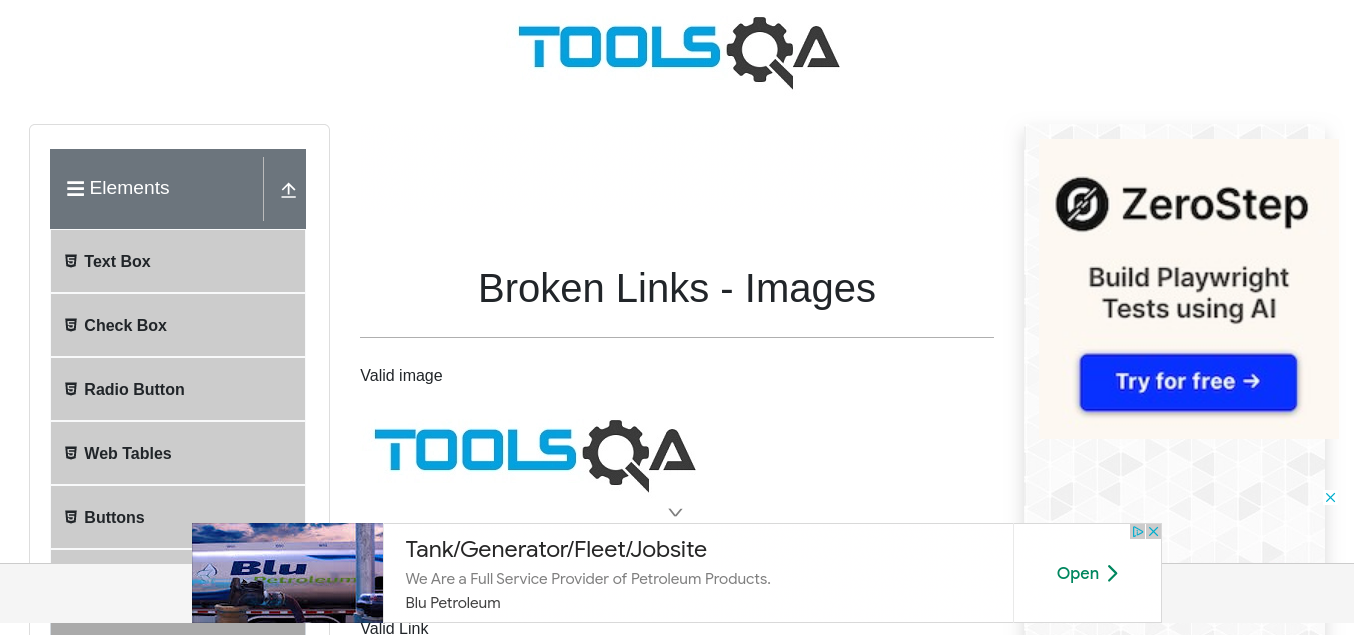 TOOLSQA
Elements
Text Box
Check Box
Radio Button
Web Tables
Buttons
Broken Links - Images
Valid image
TOOLSQA
Valid Link
ZeroStep
Build Playwright
Tests using AI
Try for free →
Blu
Petroleum
Tank/Generator/Fleet/Jobsite
We Are a Full Service Provider of Petroleum Products.
Blu Petroleum
Open